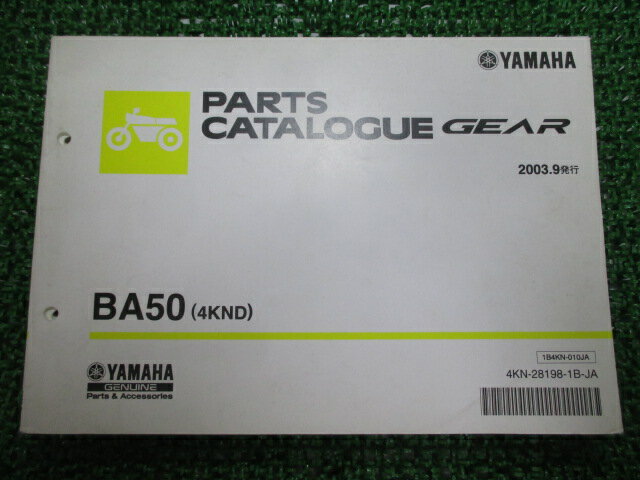 YAMAHA
PARTS
CATALOGUE GEAR
2003.9発行
BA50 (4KND)
1B4KN-010JA
YAMAHA
GENUINE
Parts & Accessories
4KN-28198-1B-JA